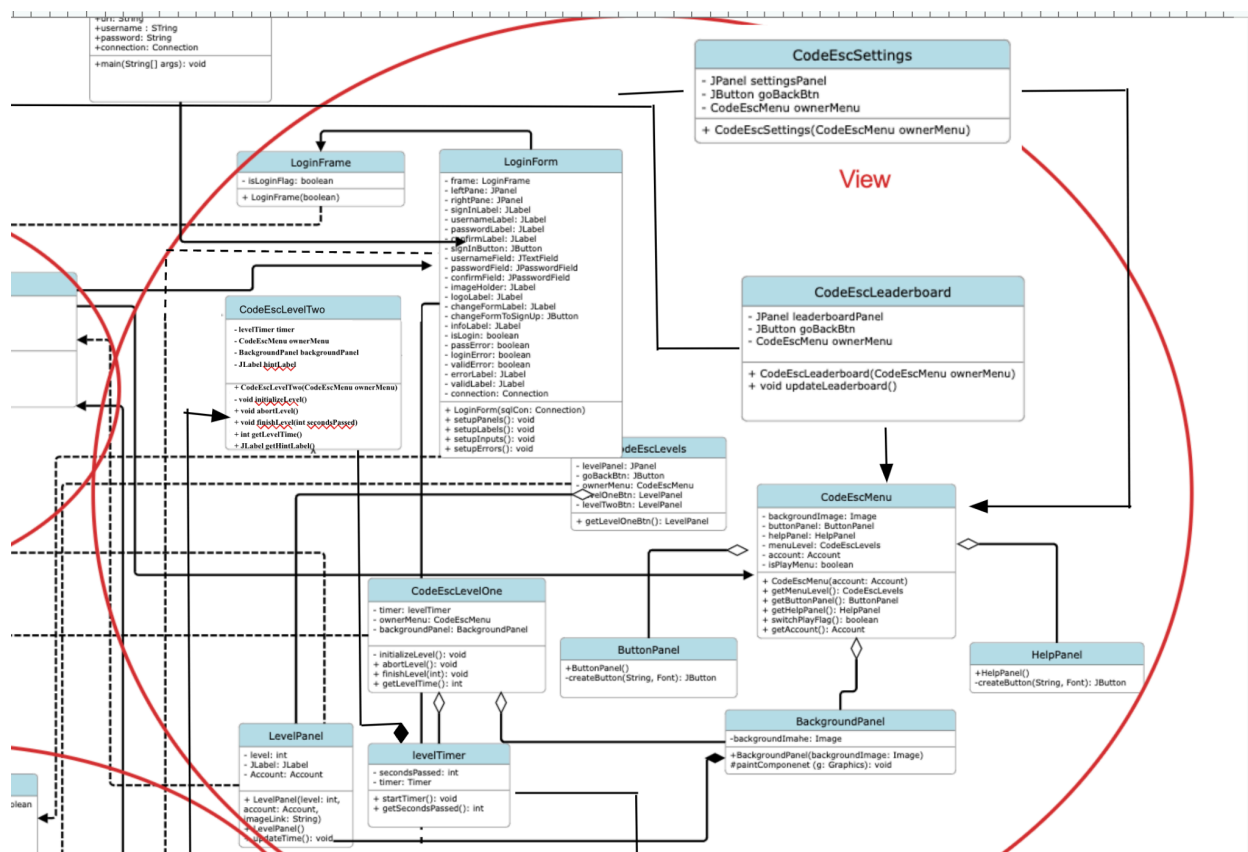 +url: String
+username : STring
+password: String
+connection: Connection
+main(String[] args): void
CodeEscSettings
- JPanel settingsPanel
- JButton goBackBtn
- CodeEscMenu ownerMenu
+ CodeEscSettings(CodeEscMenu ownerMenu)
View
LoginFrame
- isLoginFlag: boolean
+ LoginFrame(boolean)
LoginForm
- frame: LoginFrame
- leftPane: JPanel
- rightPane: JPanel
- signInLabel: JLabel
- usernameLabel: JLabel
- passwordLabel: JLabel
- confirmLabel: JLabel
- signInButton: JButton
- usernameField: JTextField
- passwordField: JPasswordField
- confirmField: JPasswordField
- imageHolder: JLabel
- logoLabel: JLabel
- changeFormLabel: JLabel
- changeFormToSignUp: JButton
- infoLabel: JLabel
- isLogin: boolean
- passError: boolean
- loginError: boolean
- validError: boolean
- errorLabel: JLabel
- validLabel: JLabel
- connection: Connection
+ LoginForm(sqlCon: Connection)
+ setupPanels(): void
+ setupLabels(): void
+ setupInputs(): void
+ setupErrors(): void
CodeEscLevelTwo
- levelTimer timer
- CodeEscMenu ownerMenu
- BackgroundPanel backgroundPanel
- JLabel hintLabel
+ CodeEscLevelTwo(CodeEscMenu ownerMenu)
- void initializeLevel()
+ void abortLevel()
+ void finishLevel(int secondsPassed)
+ int getLevelTime()
+ JLabel getHintLabel()
CodeEscLeaderboard
- JPanel leaderboardPanel
- JButton goBackBtn
- CodeEscMenu ownerMenu
+ CodeEscLeaderboard(CodeEscMenu ownerMenu)
+ void updateLeaderboard()
deEscLevels
- levelPanel: JPanel
- goBackBtn: JButton
- ownerMenu: CodeEscMenu
elOneBtn: LevelPanel
- levelTwoBtn: LevelPanel
+ getLevelOneBtn(): LevelPanel
CodeEscMenu
- backgroundImage: Image
- buttonPanel: ButtonPanel
- helpPanel: HelpPanel
- menuLevel: CodeEscLevels
- account: Account
- isPlayMenu: boolean
+ CodeEscMenu(account: Account)
+ getMenuLevel(): CodeEscLevels
+ getButtonPanel(): ButtonPanel
+ getHelpPanel(): HelpPanel
+ switchPlayFlag(): boolean
+ getAccount(): Account
CodeEscLevelOne
- timer: levelTimer
- ownerMenu: CodeEscMenu
- backgroundPanel: BackgroundPanel
- initializeLevel(): void
+ abortLevel(): void
+ finishLevel(int): void
+ getLevelTime(): int
ButtonPanel
+ButtonPanel()
-createButton(String, Font): JButton
HelpPanel
+HelpPanel()
-createButton(String, Font): JButton
BackgroundPanel
-backgroundImahe: Image
+BackgroundPanel(backgroundImage: Image)
#paintComponenet (g: Graphics): void
LevelPanel
- level: int
- JLabel: JLabel
- Account: Account
+ LevelPanel(level: int,
account: Account,
imageLink: String)
+ LevelPanel()
+ updateTime(): void
levelTimer
- secondsPassed: int
- timer: Timer
+ startTimer(): void
+ getSecondsPassed(): int
olean